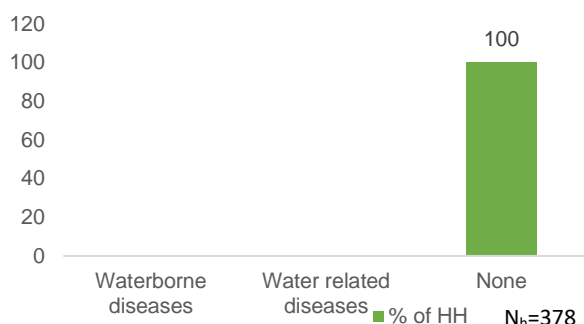 120
100
100
80
60
40
20
0
Waterborne
diseases
Water related
diseases
None
% of HH
Nₕ=378